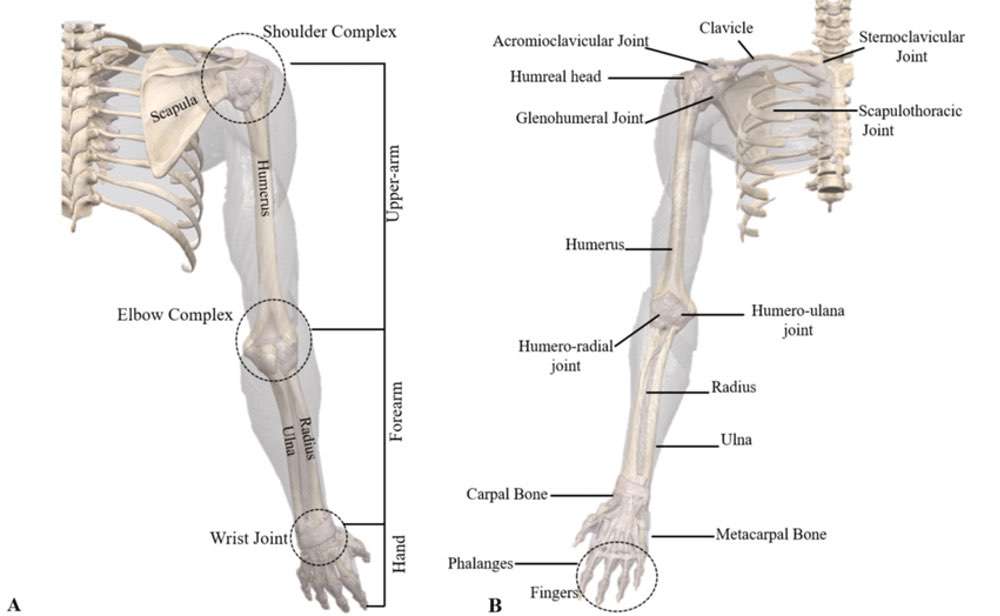 Shoulder Complex
Scapula
Humerus
Upper-arm
Elbow Complex
Forearm
Ulna
Radius
Wrist Joint
Hand
A
Clavicle
Acromioclavicular Joint
Sternoclavicular
Joint
Humreal head
Glenohumeral Joint
Scapulothoracic
Joint
Humerus
Humero-ulana
joint
Humero-radial
joint
Radius
Ulna
Carpal Bone
Metacarpal Bone
Phalanges
Fingers
B